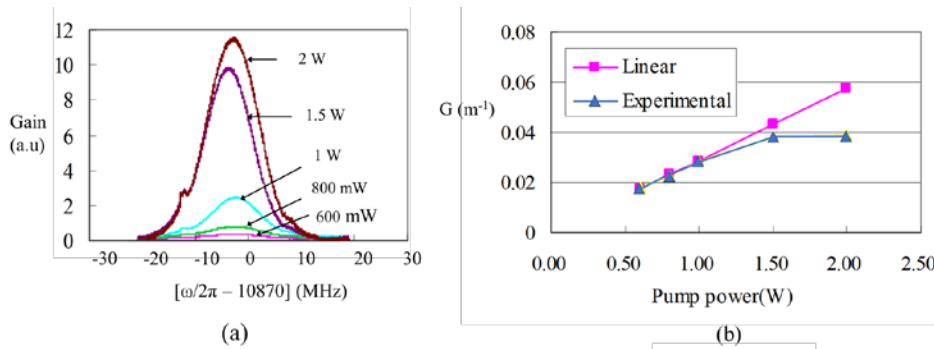 12
10
8
6
4
2
0
Gain
(a.u)
2 W
1.5 W
1 W
800 mW
600 mW
-30 -20 -10 0 10 20 30
[ω/2π – 10870] (MHz)
(a)
0.08
0.06
0.04
0.02
0
G (m⁻¹)
Linear
Experimental
0.00 0.50 1.00 1.50 2.00 2.50
Pump power(W)
(b)